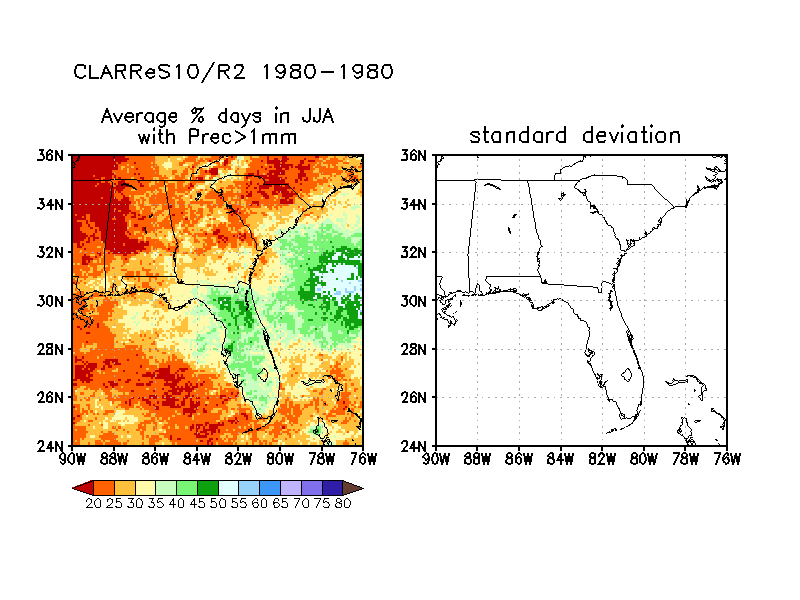 CLARReS10/R2 1980-1980
Average % days in JJA
with Prec>1mm
standard deviation
36N
34N
32N
30N
28N
26N
24N
90W 88W 86W 84W 82W 80W 78W 76W
36N
34N
32N
30N
28N
26N
24N
90W 88W 86W 84W 82W 80W 78W 76W
20 25 30 35 40 45 50 55 60 65 70 75 80